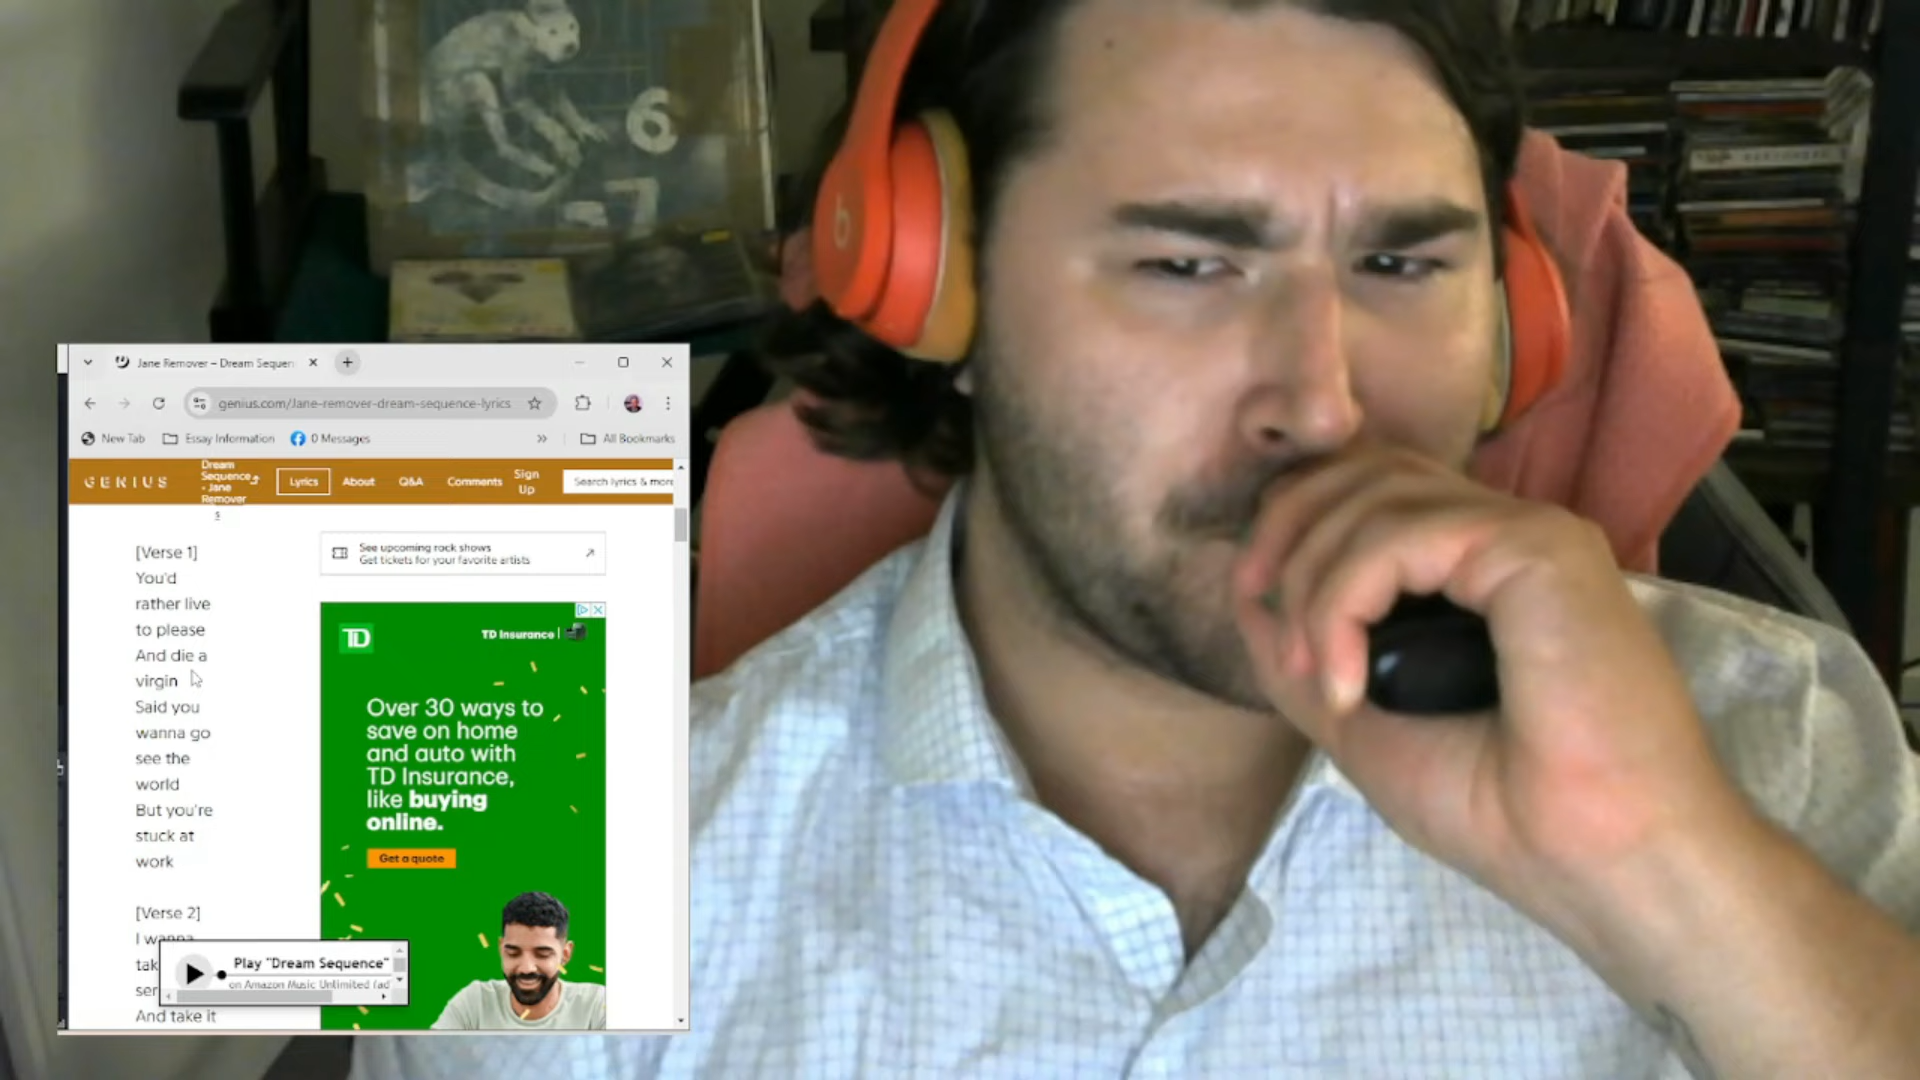 6
7
b
Jane Remover – Dream Sequen
genius.com/Jane-remover-dream-sequence-lyrics
New Tab
Essay Information
0 Messages
All Bookmarks
GENIUS
Dream
Sequence
- Jane
Remover
s
Lyrics
About
Q&A
Comments
Sign
Up
Search lyrics & more
[Verse 1]
You'd
rather live
to please
And die a
virgin
Said you
wanna go
see the
world
But you're
stuck at
work
[Verse 2]
I wanna
tak
ser
And take it
See upcoming rock shows
Get tickets for your favorite artists
TD
TD Insurance
Over 30 ways to
save on home
and auto with
TD Insurance,
like buying
online.
Get a quote
Play "Dream Sequence"
on Amazon Music Unlimited (ad